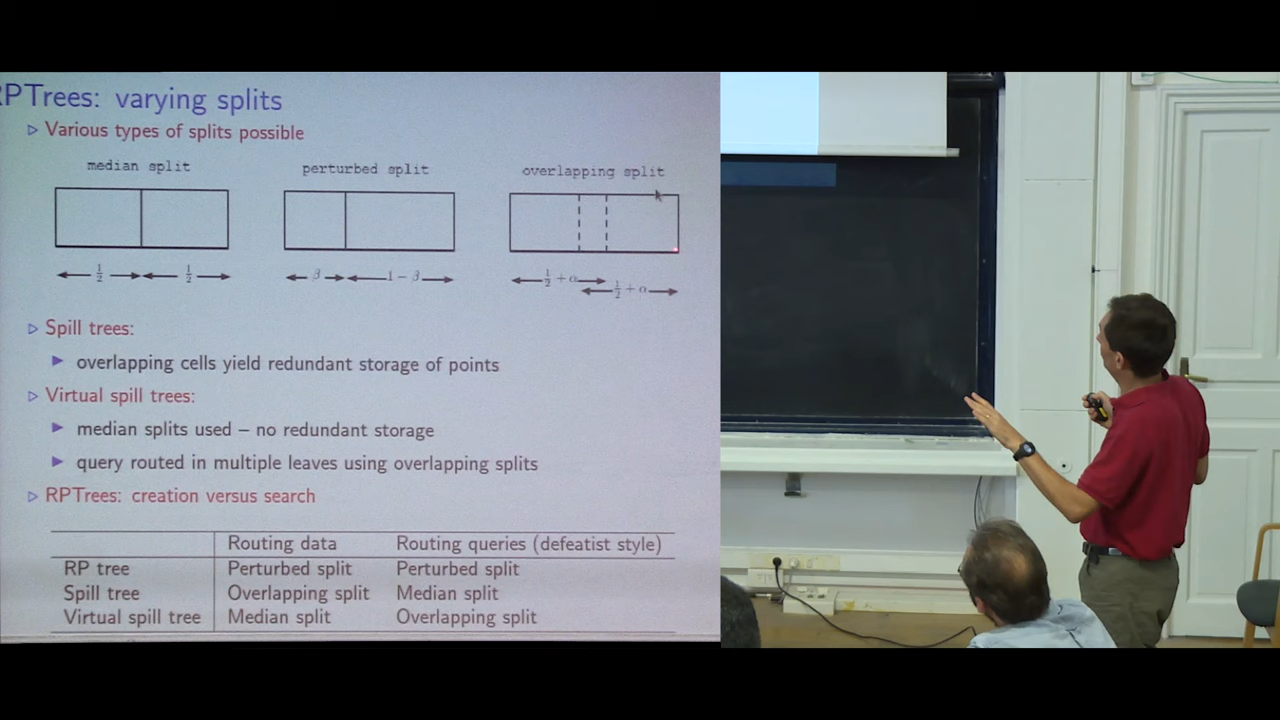 RPTrees: varying splits
▷ Various types of splits possible
median split perturbed split overlapping split
1/2 1/2 β 1 − β 1/2 + α 1/2 + α
▷ Spill trees:
▶ overlapping cells yield redundant storage of points
▷ Virtual spill trees:
▶ median splits used – no redundant storage
▶ query routed in multiple leaves using overlapping splits
▷ RPTrees: creation versus search
Routing data Routing queries (defeatist style)
RP tree Perturbed split Perturbed split
Spill tree Overlapping split Median split
Virtual spill tree Median split Overlapping split